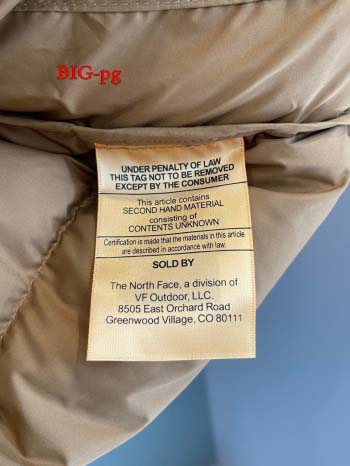 BIG-pg
UNDER PENALTY OF LAW
THIS TAG NOT TO BE REMOVED
EXCEPT BY THE CONSUMER
This article contains
SECOND HAND MATERIAL
consisting of
CONTENTS UNKNOWN
Certification is made that the materials in this article
are described in accordance with law.
SOLD BY
The North Face, a division of
VF Outdoor, LLC.
8505 East Orchard Road
Greenwood Village, CO 80111